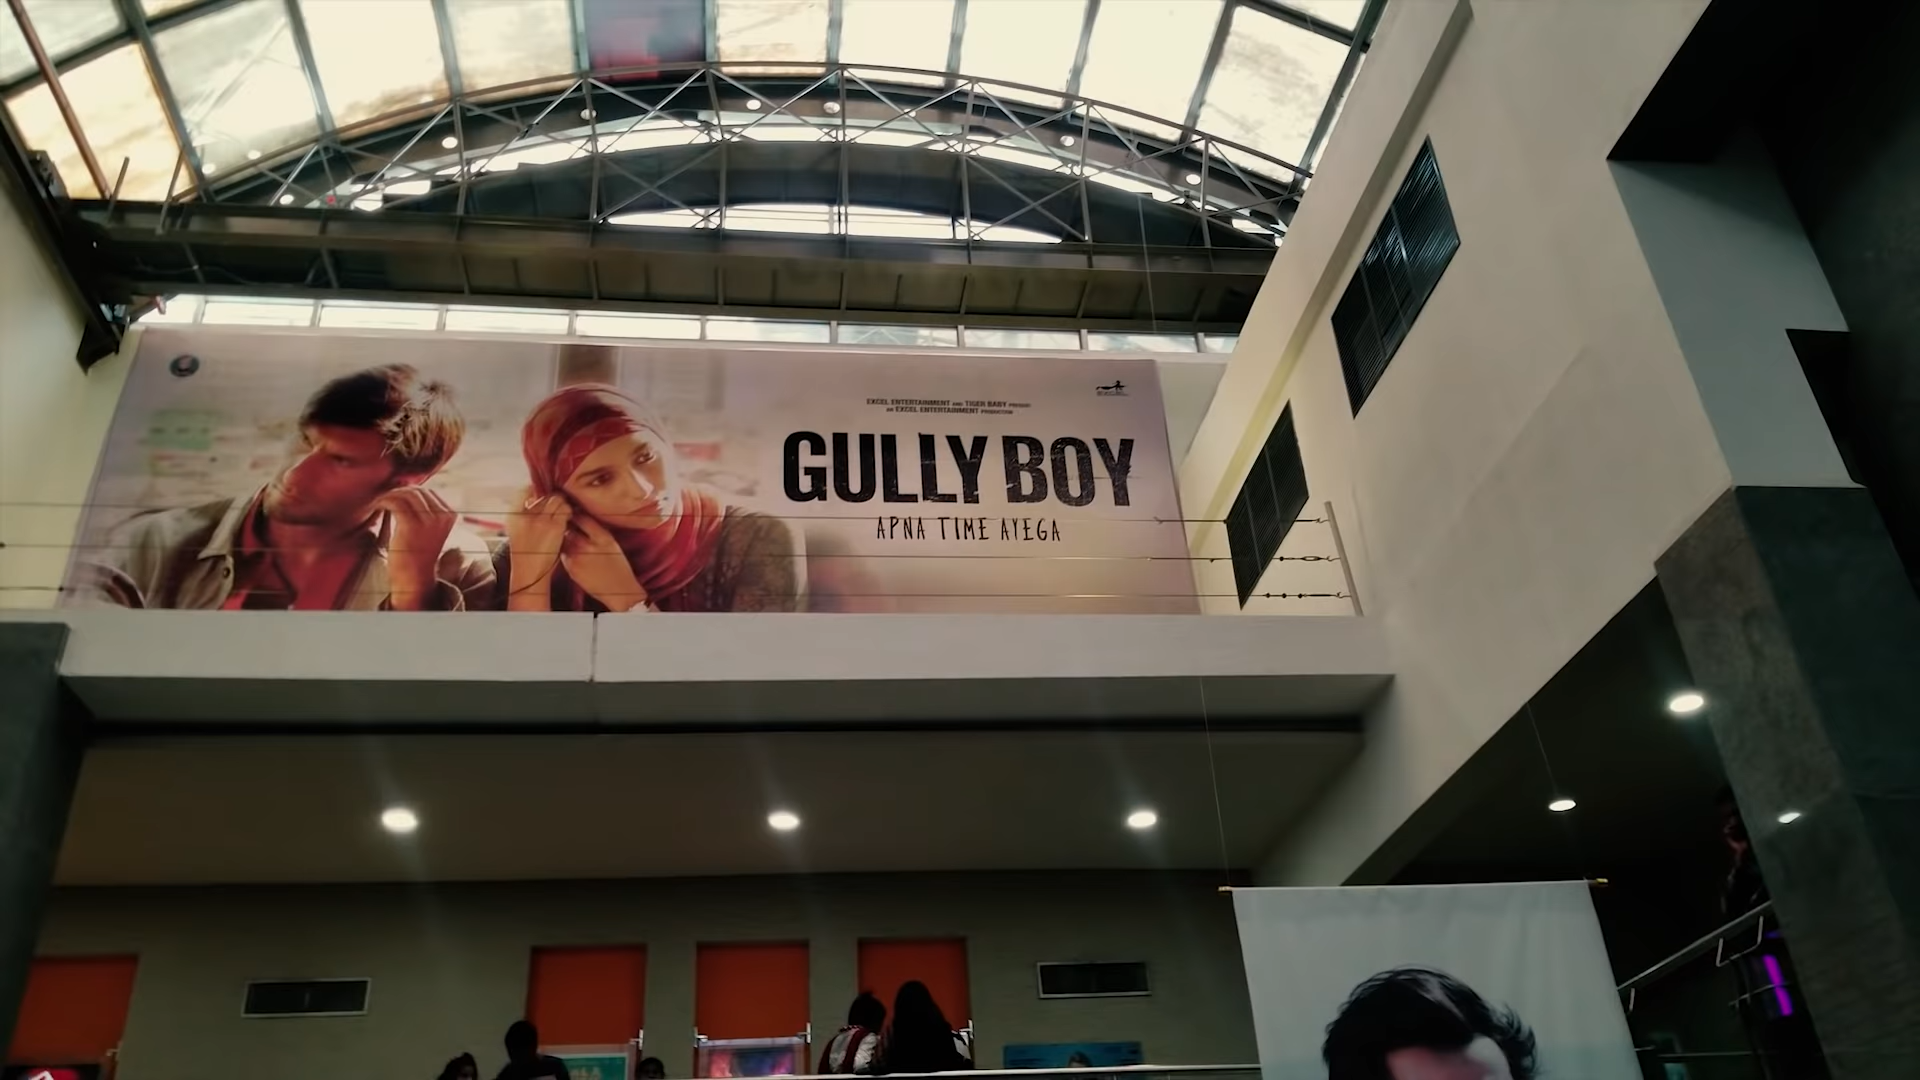 EXCEL ENTERTAINMENT AND TIGER BABY PRESENT
AN EXCEL ENTERTAINMENT PRODUCTION
GULLY BOY
APNA TIME AYEGA